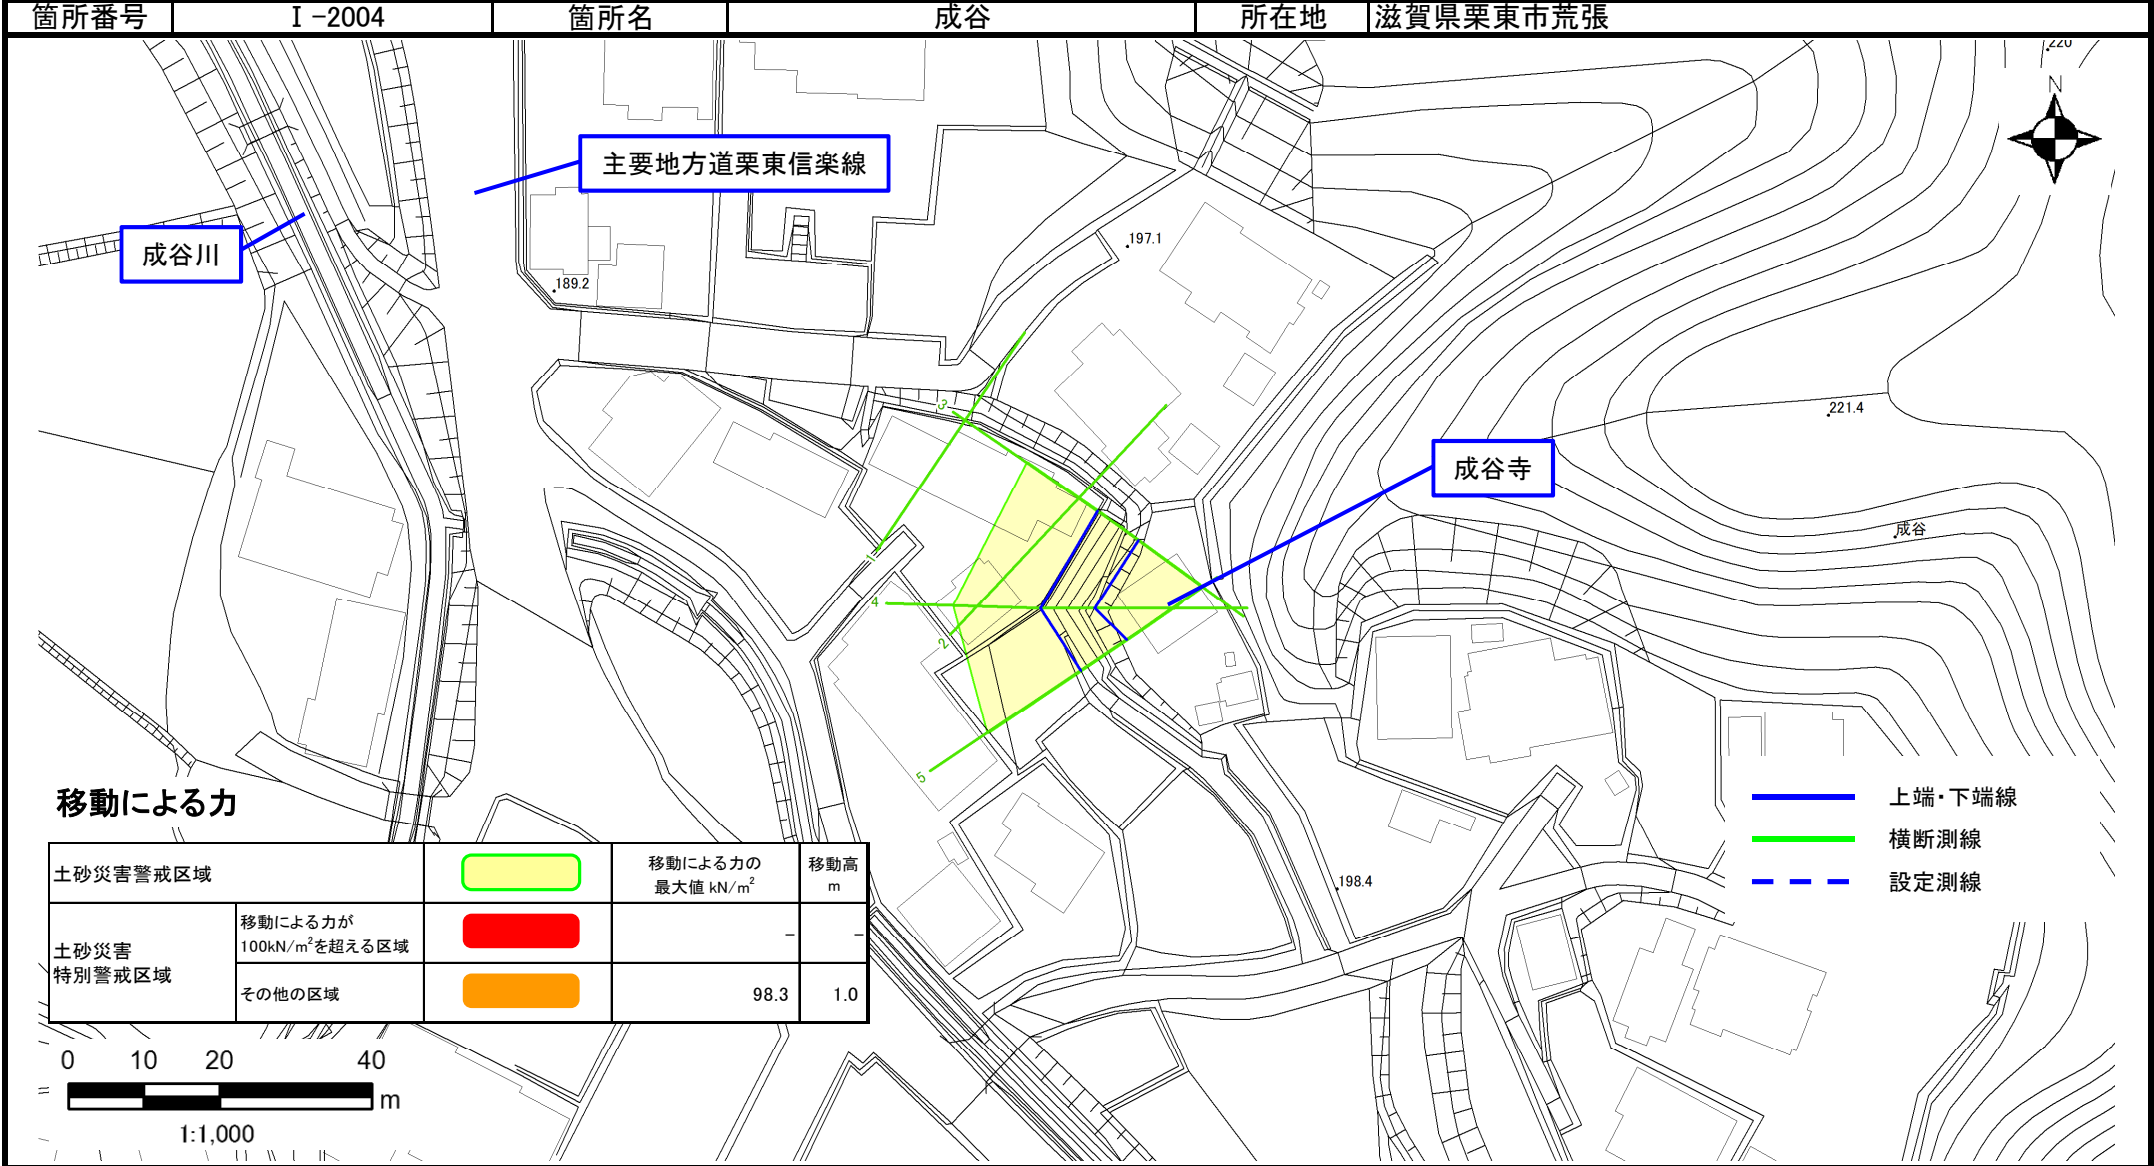 箇所番号 Ⅰ-2004 箇所名 成谷 所在地 滋賀県栗東市荒張
220
N
主要地方道栗東信楽線
成谷川
197.1
189.2
221.4
3
成谷寺
成谷
1
4
2
5
移動による力
上端・下端線
横断測線
設定測線
土砂災害警戒区域
移動による力の
最大値 kN/m²
移動高
m
土砂災害
特別警戒区域
移動による力が
100kN/m²を超える区域
- -
その他の区域 98.3 1.0
198.4
0 10 20 40
m
1:1,000